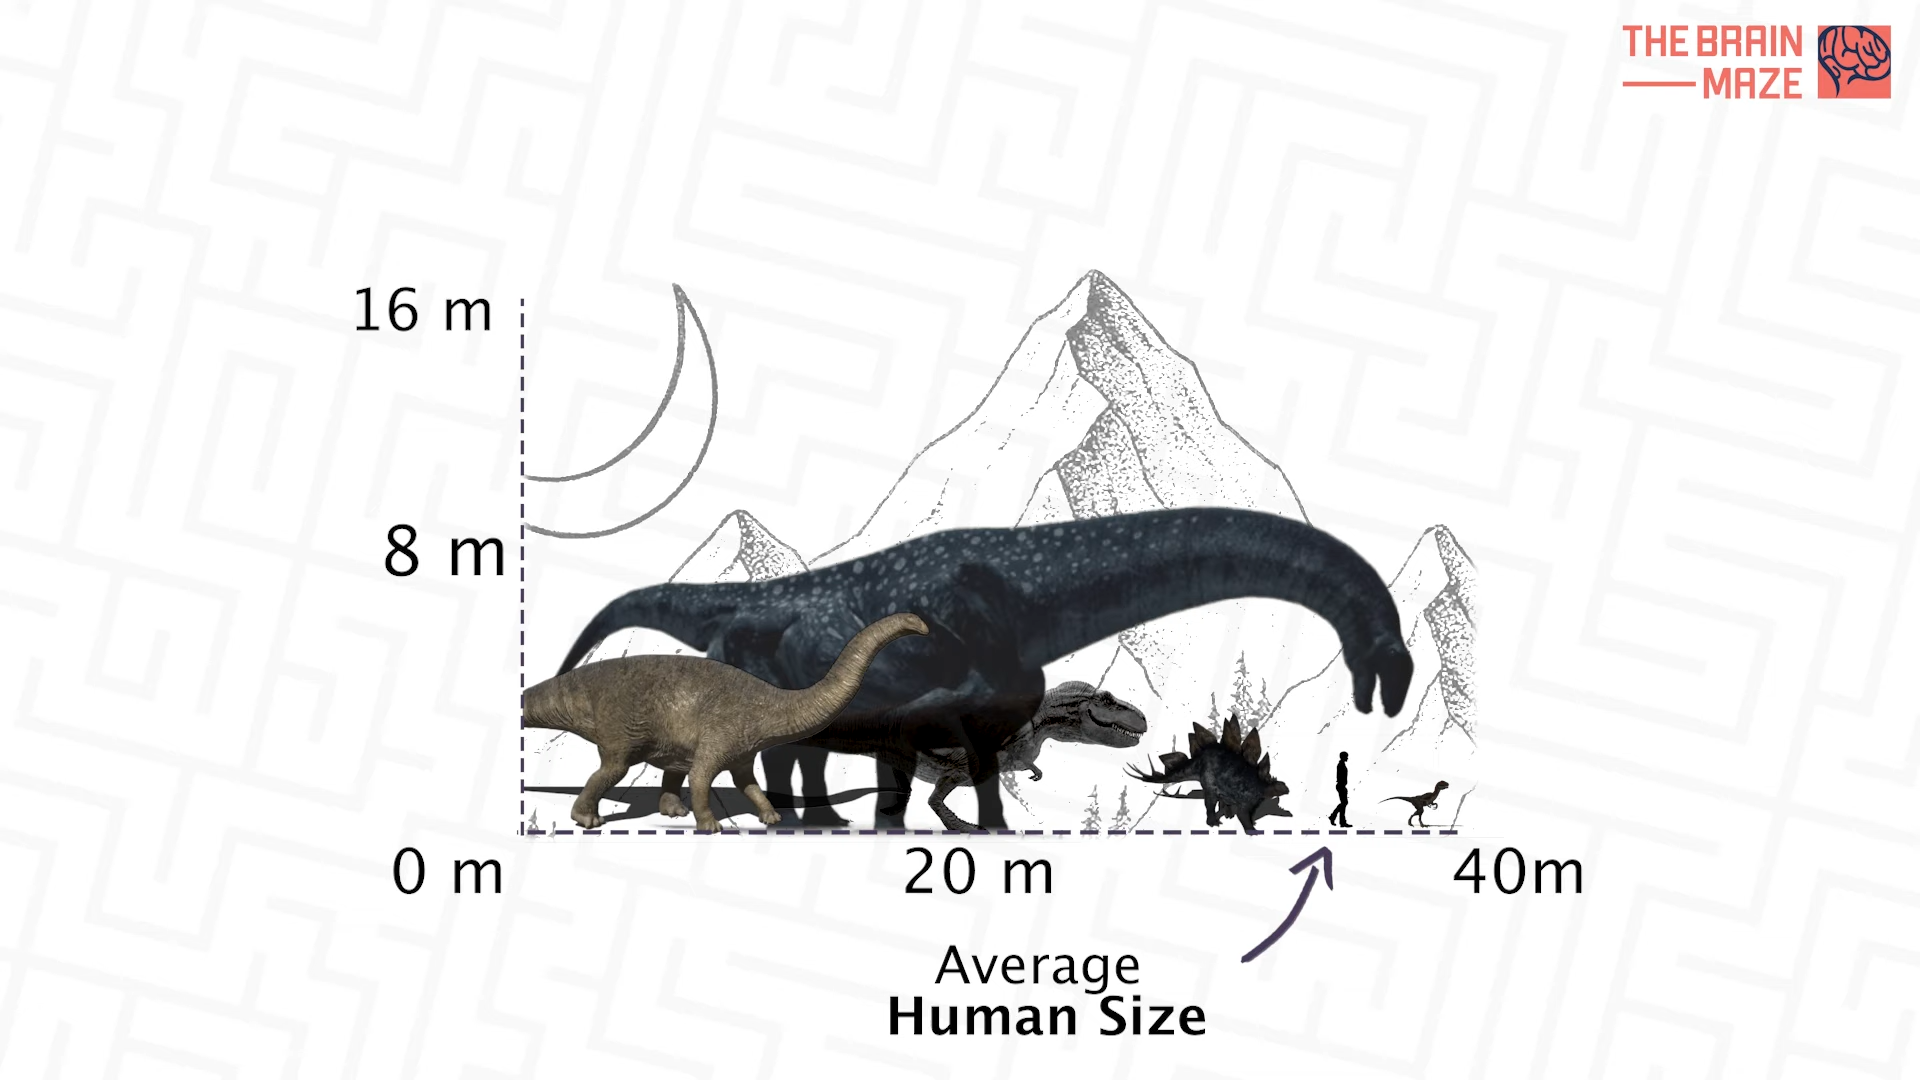 THE BRAIN
MAZE
16 m
8 m
0 m
20 m
40m
Average
Human Size